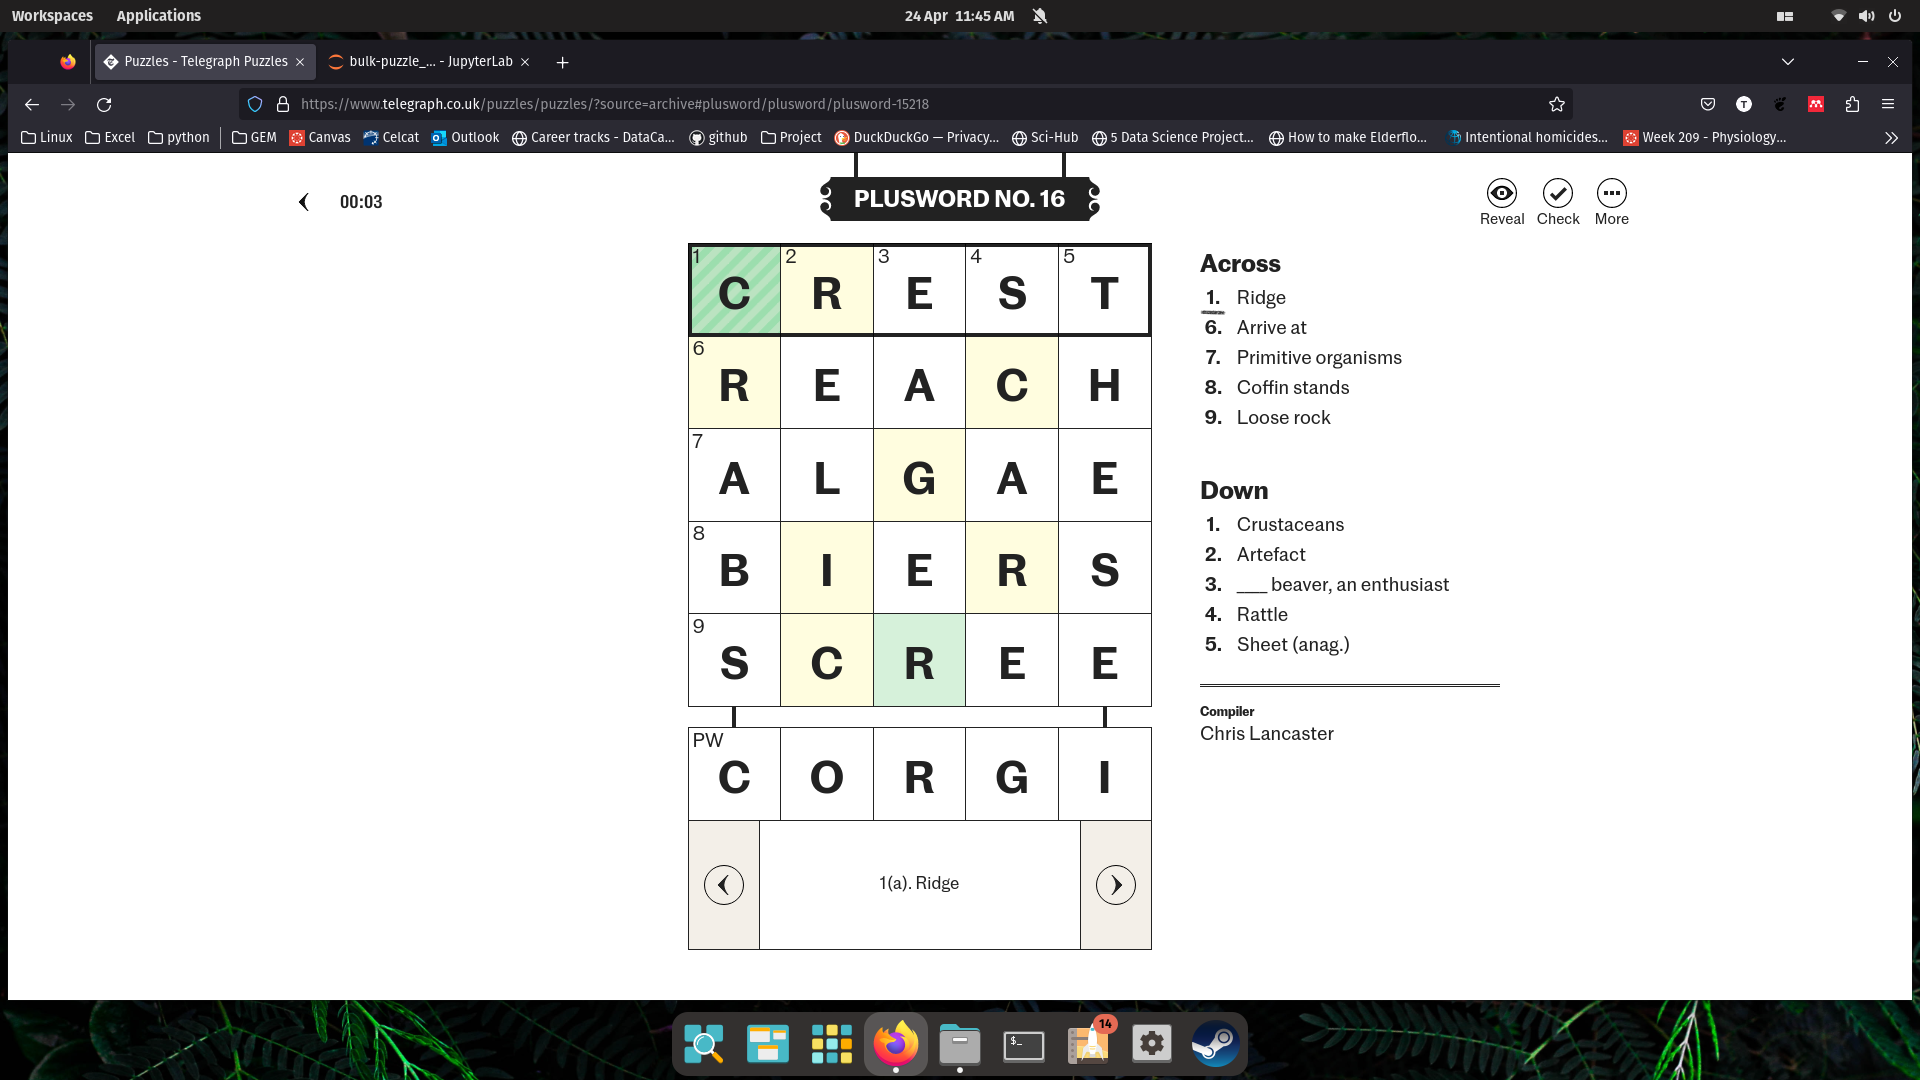 Workspaces Applications 24 Apr 11:45 AM
Puzzles - Telegraph Puzzles bulk-puzzle_... - JupyterLab
https://www.telegraph.co.uk/puzzles/puzzles/?source=archive#plusword/plusword/plusword-15218
Linux Excel python GEM Canvas Celcat Outlook Career tracks - DataCa... github Project DuckDuckGo — Privacy... Sci-Hub 5 Data Science Project... How to make Elderflo... Intentional homicides... Week 209 - Physiology...
00:03
PLUSWORD NO. 16
Reveal Check More
1 2 3 4 5
C R E S T
6
R E A C H
7
A L G A E
8
B I E R S
9
S C R E E
PW
C O R G I
1(a). Ridge
Across
1. Ridge
6. Arrive at
7. Primitive organisms
8. Coffin stands
9. Loose rock
Down
1. Crustaceans
2. Artefact
3. ___ beaver, an enthusiast
4. Rattle
5. Sheet (anag.)
Compiler
Chris Lancaster
$_
14